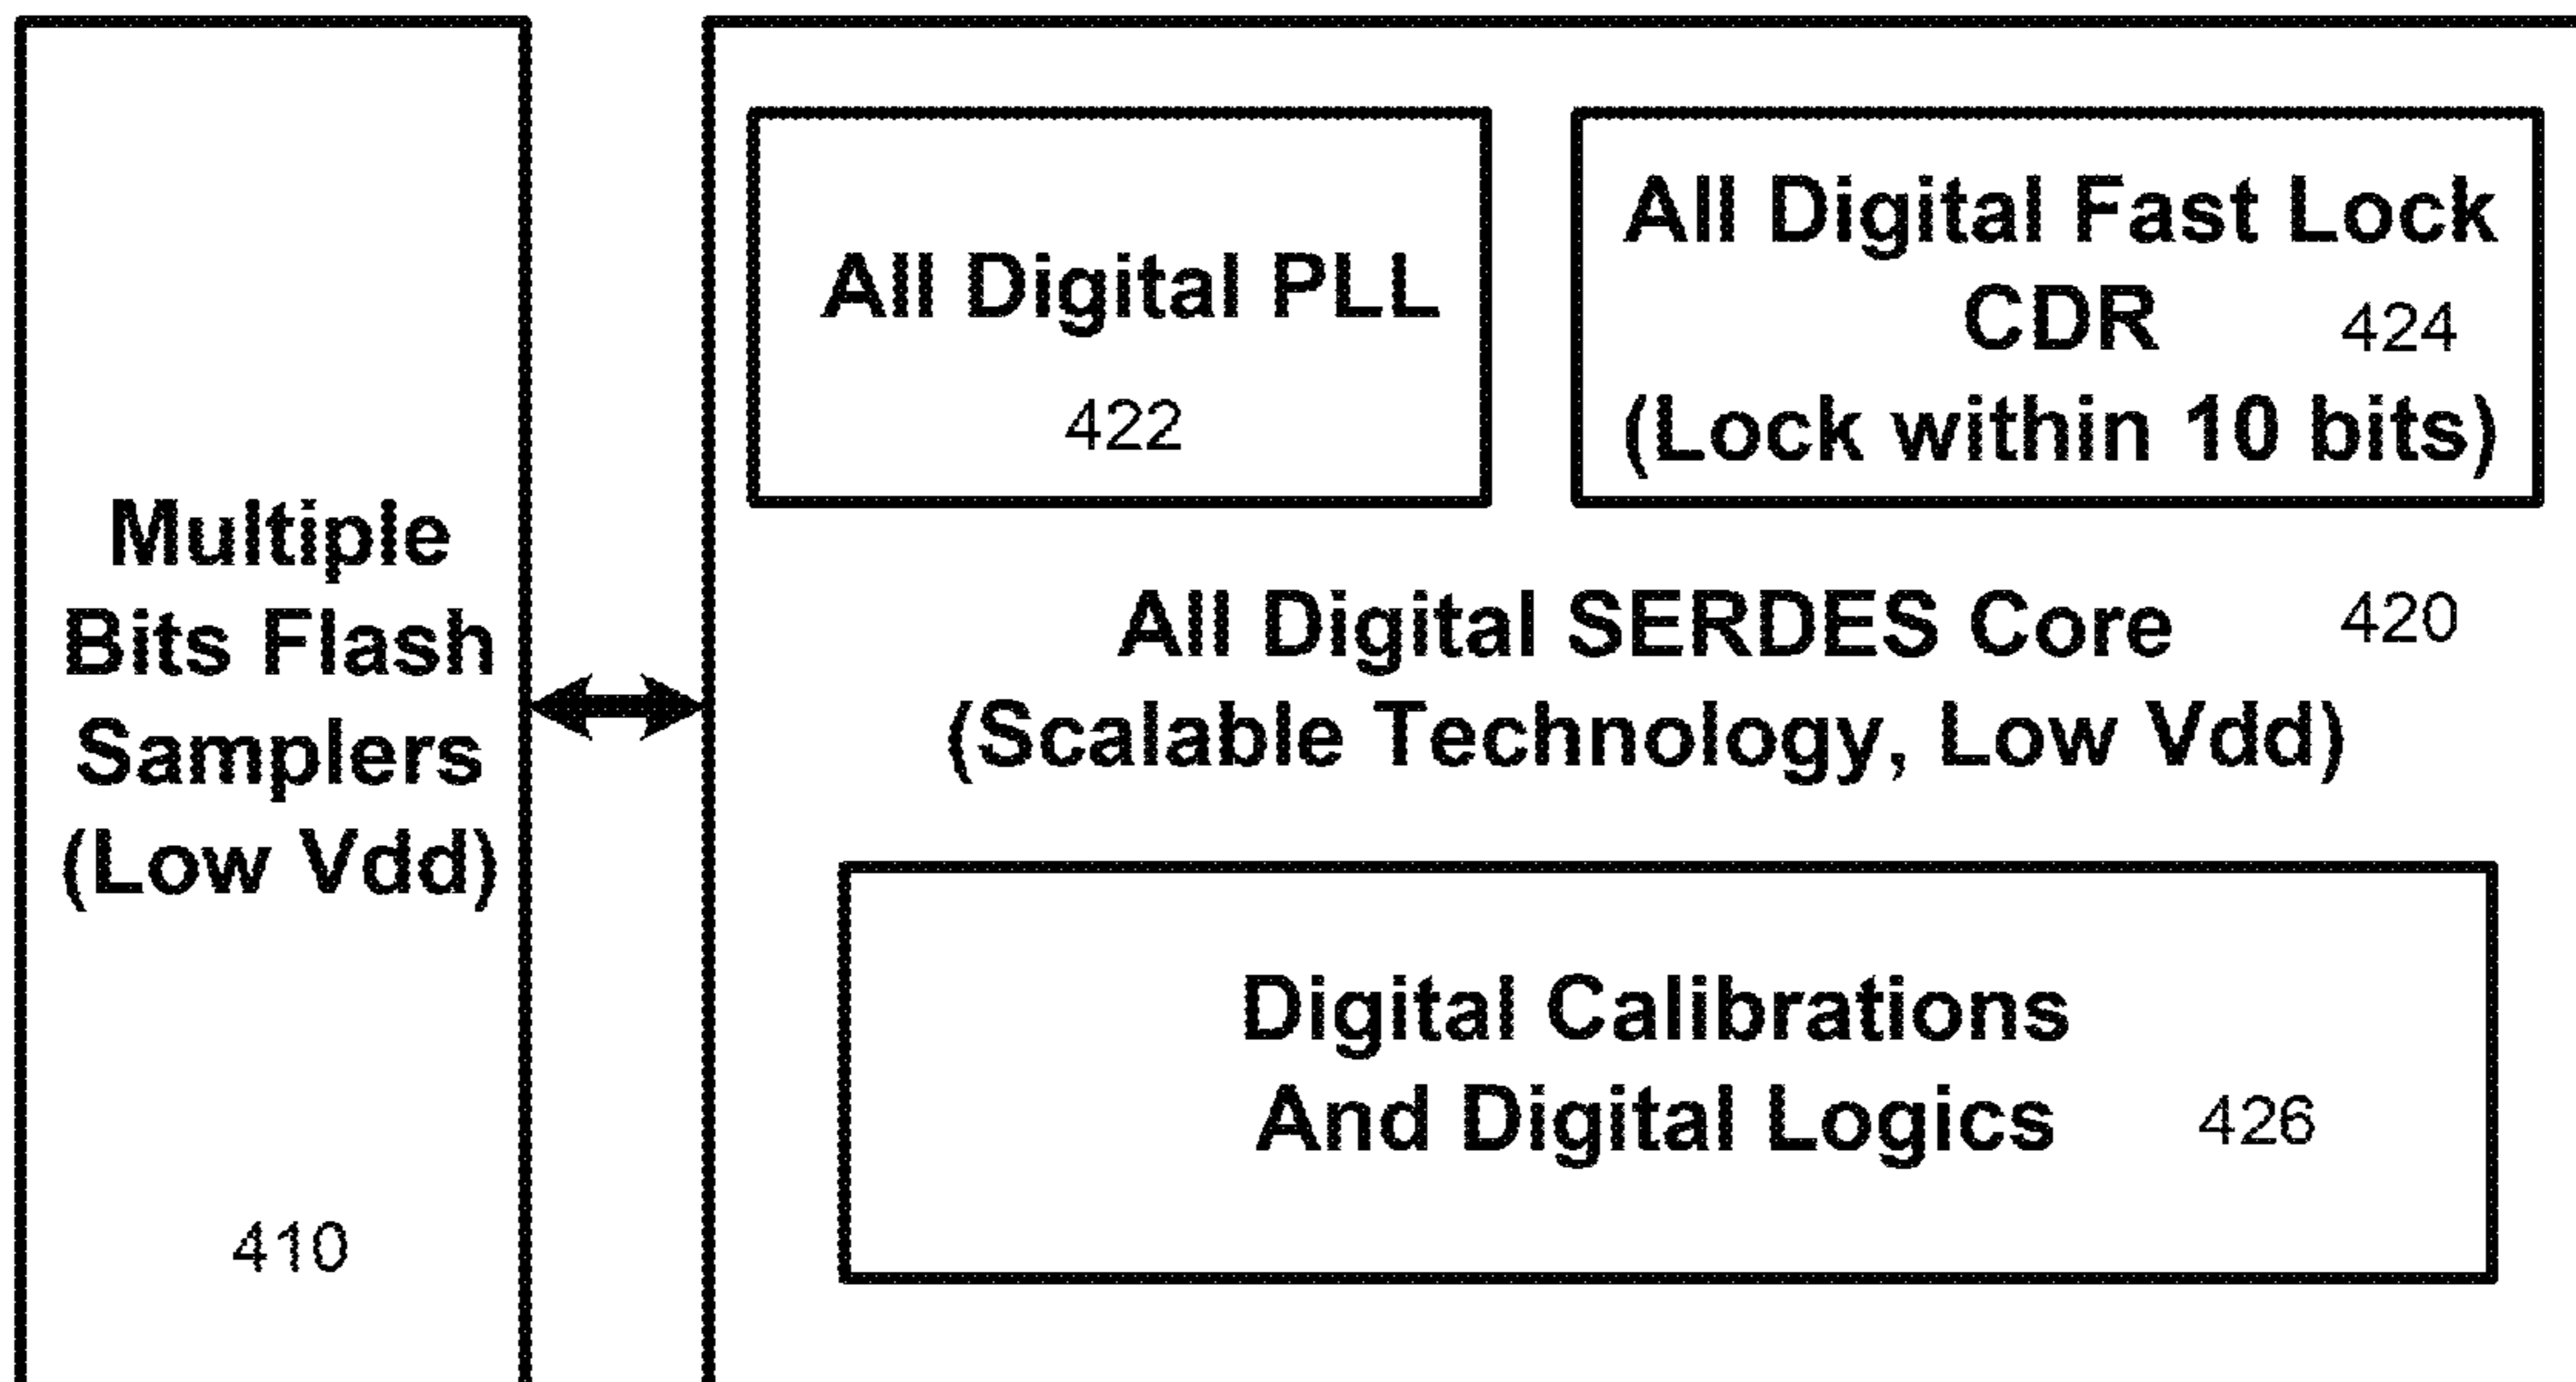 Multiple
Bits Flash
Samplers
(Low Vdd)
410
All Digital PLL
422
All Digital Fast Lock
CDR 424
(Lock within 10 bits)
All Digital SERDES Core 420
(Scalable Technology, Low Vdd)
Digital Calibrations
And Digital Logics 426